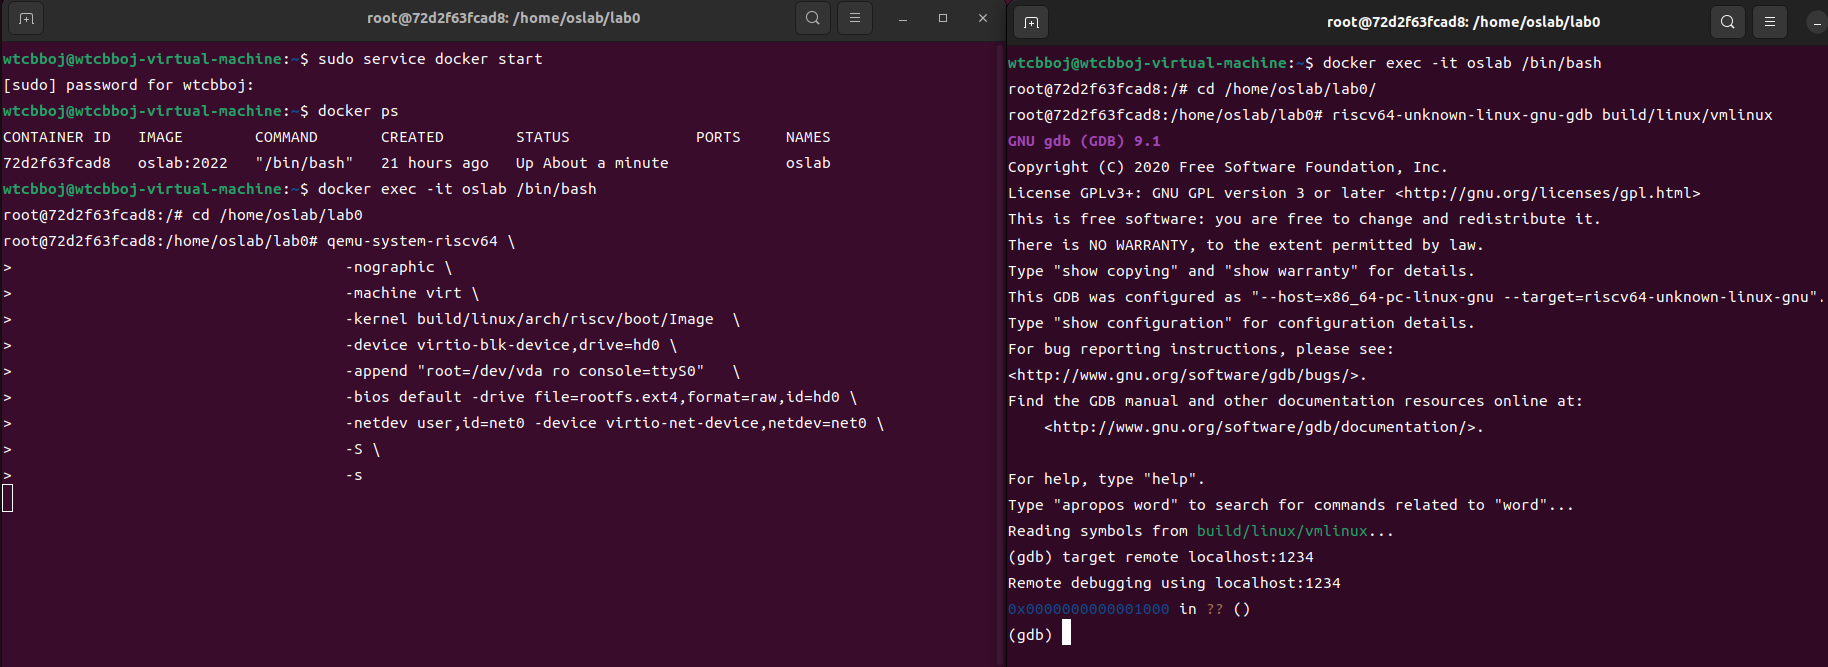 root@72d2f63fcad8: /home/oslab/lab0
wtcbboj@wtcbboj-virtual-machine:~$ sudo service docker start
[sudo] password for wtcbboj:
wtcbboj@wtcbboj-virtual-machine:~$ docker ps
CONTAINER ID   IMAGE        COMMAND       CREATED        STATUS              PORTS     NAMES
72d2f63fcad8   oslab:2022   "/bin/bash"   21 hours ago   Up About a minute             oslab
wtcbboj@wtcbboj-virtual-machine:~$ docker exec -it oslab /bin/bash
root@72d2f63fcad8:/# cd /home/oslab/lab0
root@72d2f63fcad8:/home/oslab/lab0# qemu-system-riscv64 \
>                                     -nographic \
>                                     -machine virt \
>                                     -kernel build/linux/arch/riscv/boot/Image  \
>                                     -device virtio-blk-device,drive=hd0 \
>                                     -append "root=/dev/vda ro console=ttyS0"   \
>                                     -bios default -drive file=rootfs.ext4,format=raw,id=hd0 \
>                                     -netdev user,id=net0 -device virtio-net-device,netdev=net0 \
>                                     -S \
>                                     -s
root@72d2f63fcad8: /home/oslab/lab0
wtcbboj@wtcbboj-virtual-machine:~$ docker exec -it oslab /bin/bash
root@72d2f63fcad8:/# cd /home/oslab/lab0/
root@72d2f63fcad8:/home/oslab/lab0# riscv64-unknown-linux-gnu-gdb build/linux/vmlinux
GNU gdb (GDB) 9.1
Copyright (C) 2020 Free Software Foundation, Inc.
License GPLv3+: GNU GPL version 3 or later <http://gnu.org/licenses/gpl.html>
This is free software: you are free to change and redistribute it.
There is NO WARRANTY, to the extent permitted by law.
Type "show copying" and "show warranty" for details.
This GDB was configured as "--host=x86_64-pc-linux-gnu --target=riscv64-unknown-linux-gnu".
Type "show configuration" for configuration details.
For bug reporting instructions, please see:
<http://www.gnu.org/software/gdb/bugs/>.
Find the GDB manual and other documentation resources online at:
    <http://www.gnu.org/software/gdb/documentation/>.
For help, type "help".
Type "apropos word" to search for commands related to "word"...
Reading symbols from build/linux/vmlinux...
(gdb) target remote localhost:1234
Remote debugging using localhost:1234
0x0000000000001000 in ?? ()
(gdb)